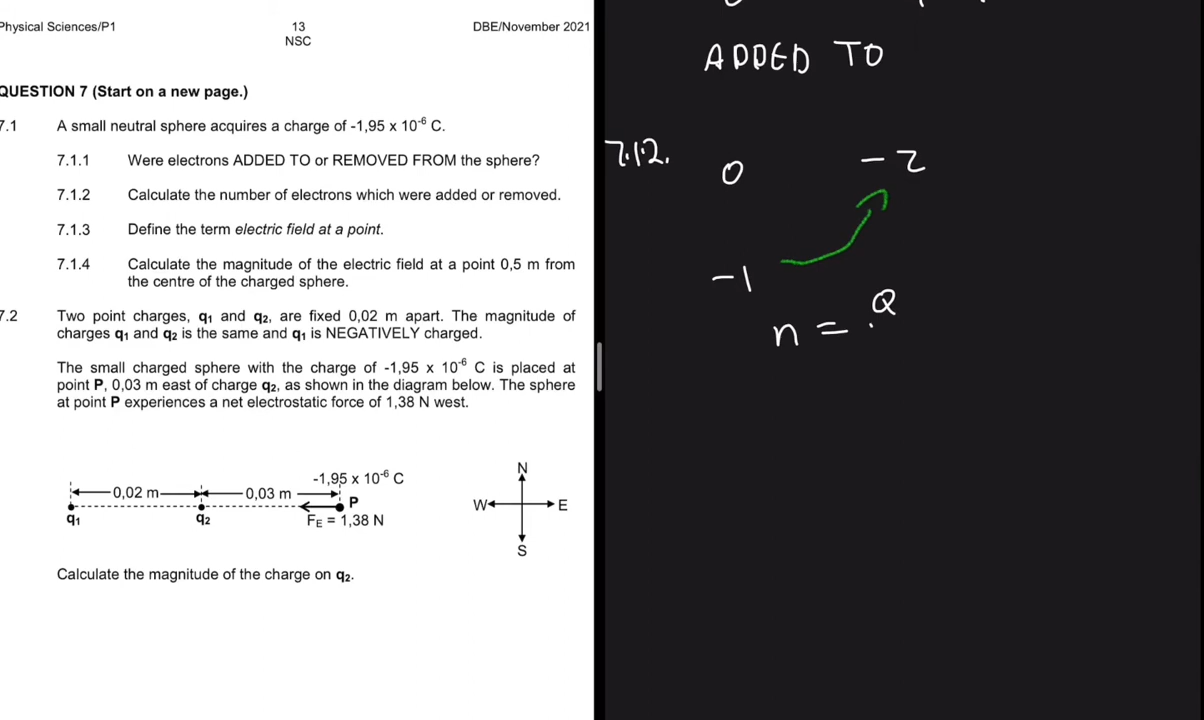 Physical Sciences/P1 13 DBE/November 2021
NSC
QUESTION 7 (Start on a new page.)
7.1 A small neutral sphere acquires a charge of -1,95 x 10⁻⁶ C.
7.1.1 Were electrons ADDED TO or REMOVED FROM the sphere?
7.1.2 Calculate the number of electrons which were added or removed.
7.1.3 Define the term electric field at a point.
7.1.4 Calculate the magnitude of the electric field at a point 0,5 m from
the centre of the charged sphere.
7.2 Two point charges, q₁ and q₂, are fixed 0,02 m apart. The magnitude of
charges q₁ and q₂ is the same and q₁ is NEGATIVELY charged.
The small charged sphere with the charge of -1,95 x 10⁻⁶ C is placed at
point P, 0,03 m east of charge q₂, as shown in the diagram below. The sphere
at point P experiences a net electrostatic force of 1,38 N west.
-1,95 x 10⁻⁶ C
0,02 m 0,03 m
P
q₁ q₂ Fᴇ = 1,38 N
N
W E
S
Calculate the magnitude of the charge on q₂.
ADDED TO
7.1.2. 0 -2
-1
n = Q